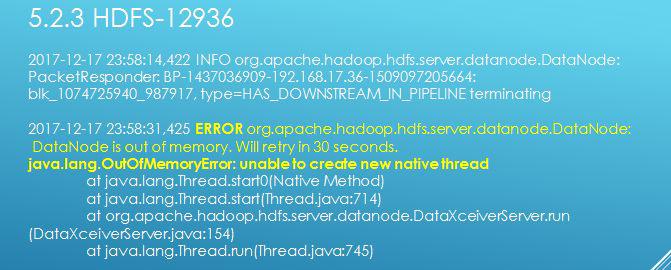 5.2.3 HDFS-12936
2017-12-17 23:58:14,422 INFO org.apache.hadoop.hdfs.server.datanode.DataNode:
PacketResponder: BP-1437036909-192.168.17.36-1509097205664:
blk_1074725940_987917, type=HAS_DOWNSTREAM_IN_PIPELINE terminating
2017-12-17 23:58:31,425 ERROR org.apache.hadoop.hdfs.server.datanode.DataNode:
DataNode is out of memory. Will retry in 30 seconds.
java.lang.OutOfMemoryError: unable to create new native thread
at java.lang.Thread.start0(Native Method)
at java.lang.Thread.start(Thread.java:714)
at org.apache.hadoop.hdfs.server.datanode.DataXceiverServer.run
(DataXceiverServer.java:154)
at java.lang.Thread.run(Thread.java:745)